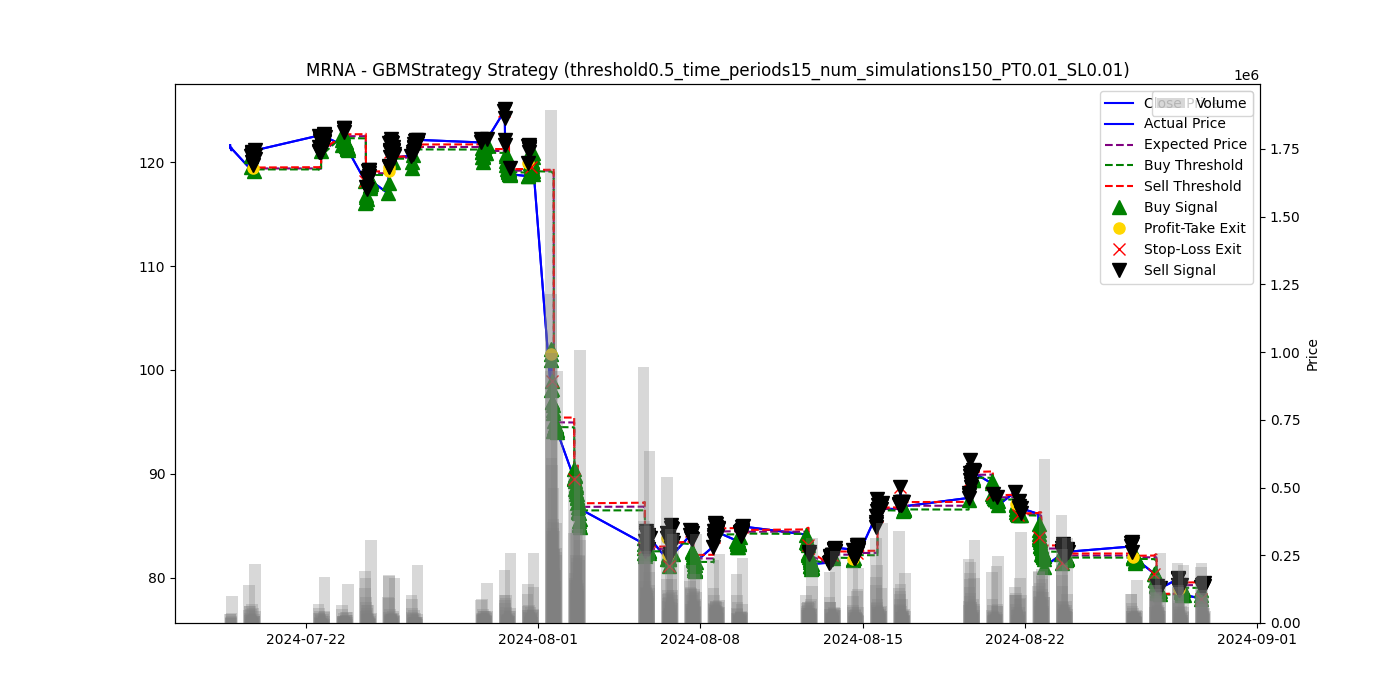 MRNA - GBMStrategy Strategy (threshold0.5_time_periods15_num_simulations150_PT0.01_SL0.01)
1e6
Close Price
Volume
Actual Price
Expected Price
Buy Threshold
Sell Threshold
Buy Signal
Profit-Take Exit
Stop-Loss Exit
Sell Signal
120
110
100
90
80
1.75
1.50
1.25
1.00
0.75
0.50
0.25
0.00
Price
2024-07-22
2024-08-01
2024-08-08
2024-08-15
2024-08-22
2024-09-01